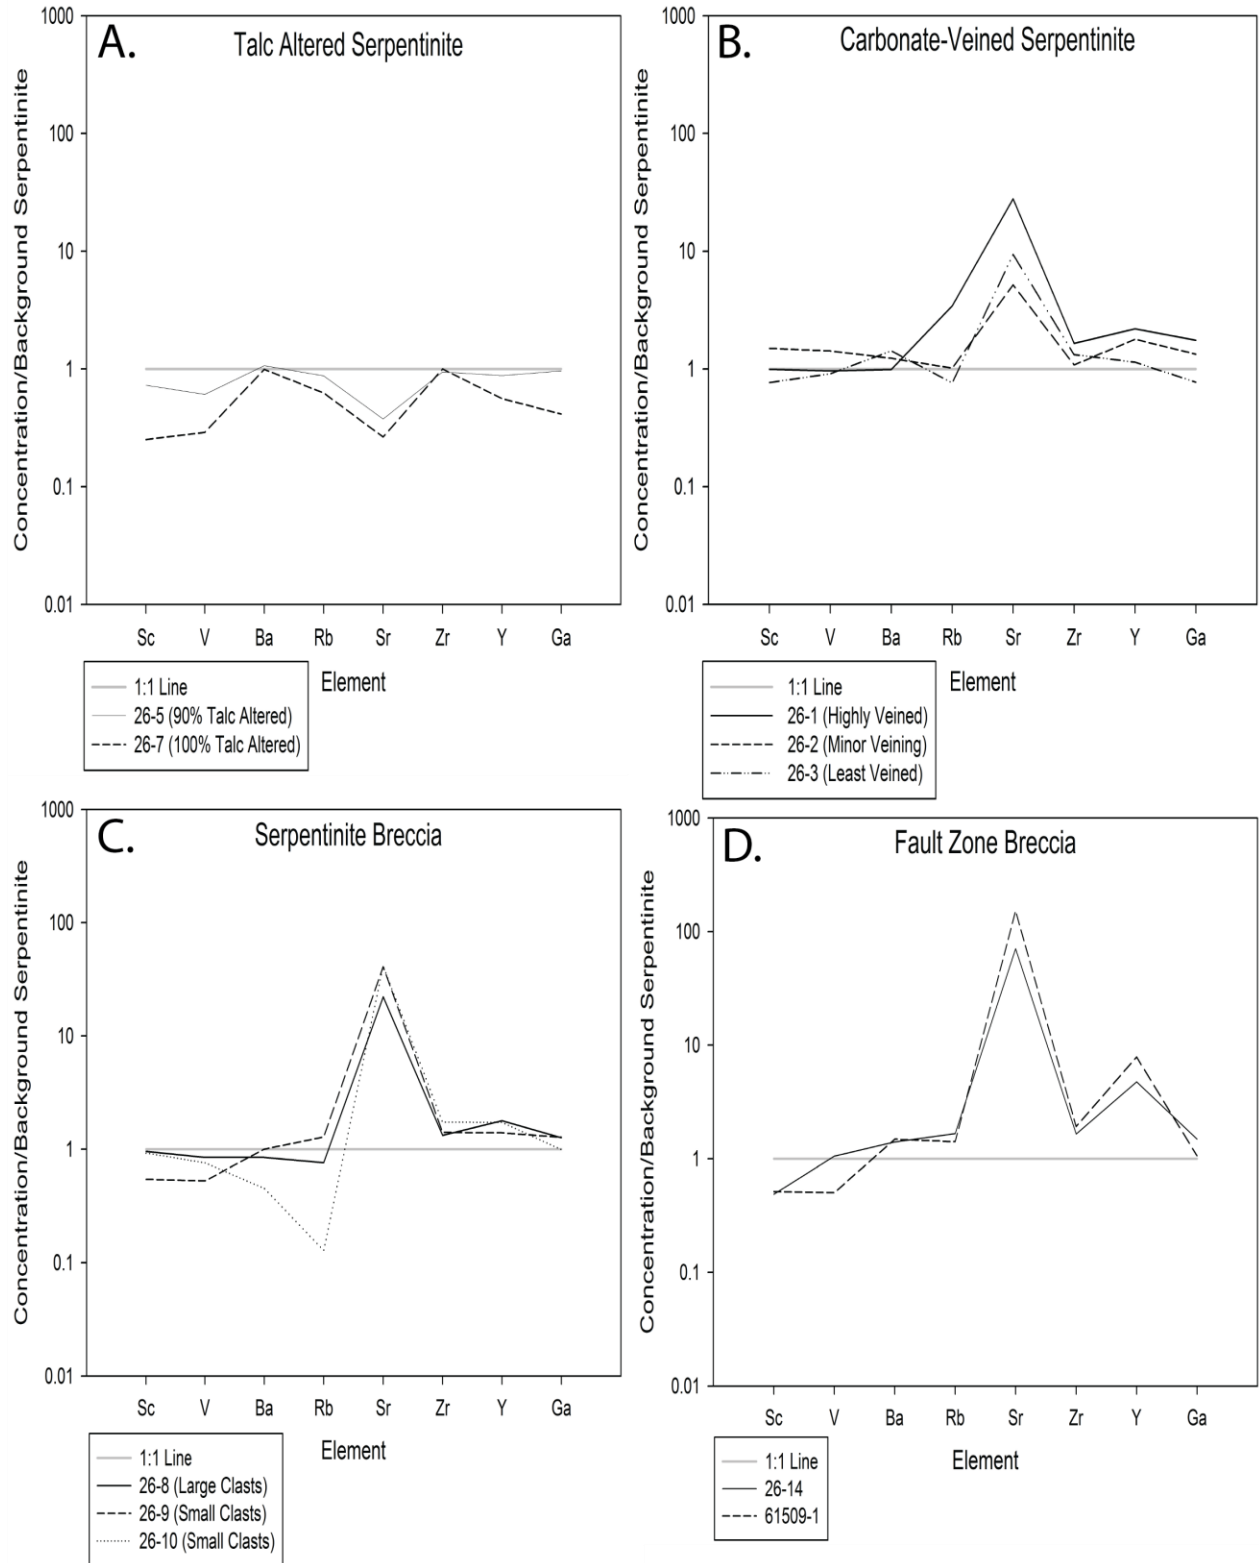 A.
Talc Altered Serpentinite
Concentration/Background Serpentinite
1000
100
10
1
0.1
0.01
Sc V Ba Rb Sr Zr Y Ga
Element
1:1 Line
26-5 (90% Talc Altered)
26-7 (100% Talc Altered)
B.
Carbonate-Veined Serpentinite
Concentration/Background Serpentinite
1000
100
10
1
0.1
0.01
Sc V Ba Rb Sr Zr Y Ga
Element
1:1 Line
26-1 (Highly Veined)
26-2 (Minor Veining)
26-3 (Least Veined)
C.
Serpentinite Breccia
Concentration/Background Serpentinite
1000
100
10
1
0.1
0.01
Sc V Ba Rb Sr Zr Y Ga
Element
1:1 Line
26-8 (Large Clasts)
26-9 (Small Clasts)
26-10 (Small Clasts)
D.
Fault Zone Breccia
Concentration/Background Serpentinite
1000
100
10
1
0.1
0.01
Sc V Ba Rb Sr Zr Y Ga
Element
1:1 Line
26-14
61509-1